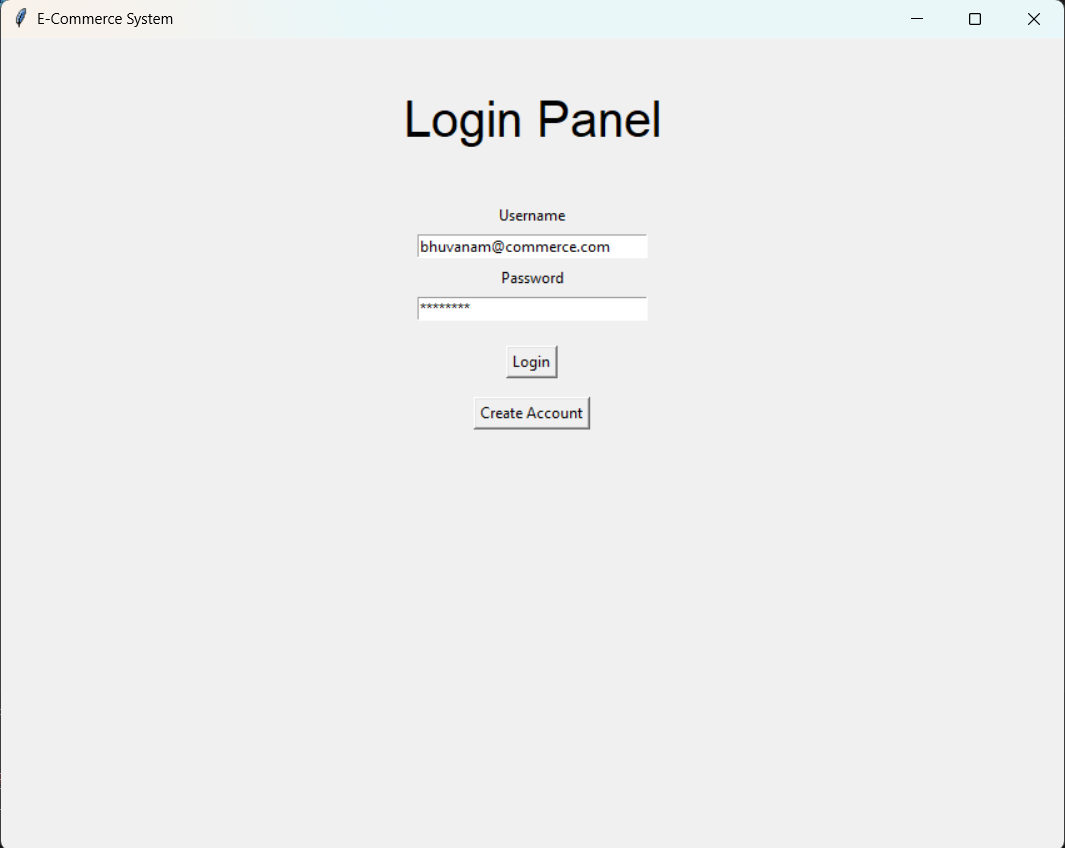 E-Commerce System
Login Panel
Username
bhuvanam@commerce.com
Password
********
Login
Create Account